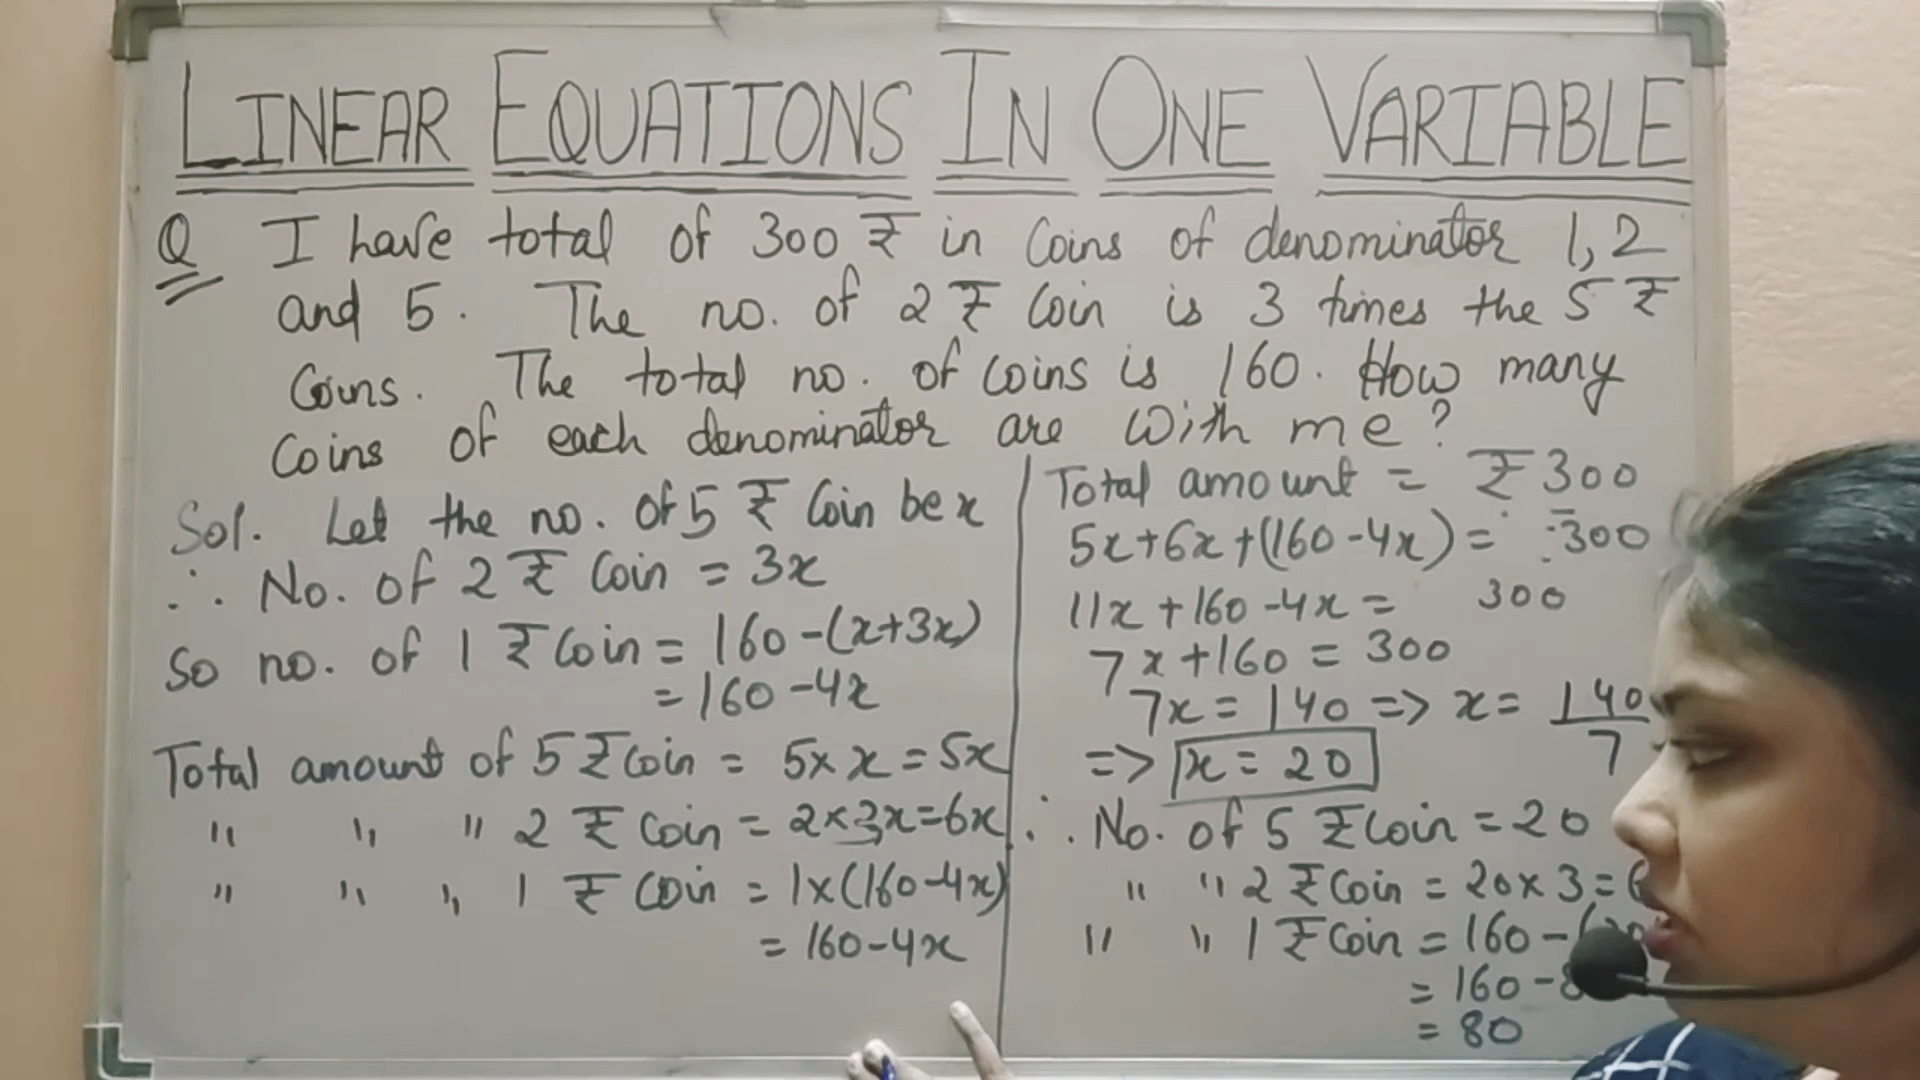 LINEAR EQUATIONS IN ONE VARIABLE
Q I have total of 300 ₹ in coins of denominator 1, 2
and 5. The no. of 2 ₹ coin is 3 times the 5 ₹
Coins. The total no. of coins is 160. How many
Coins of each denominator are with me?
Sol. Let the no. of 5 ₹ Coin be x
∴ No. of 2 ₹ Coin = 3x
So no. of 1 ₹ Coin = 160 - (x+3x)
= 160 - 4x
Total amount of 5 ₹ coin = 5 x x = 5x
" " " 2 ₹ Coin = 2x3x = 6x
" " " 1 ₹ Coin = 1x(160-4x)
= 160-4x
Total amount = ₹ 300
5x+6x+(160-4x) = 300
11x + 160 - 4x = 300
7x + 160 = 300
7x = 140 => x = 140/7
=> x = 20
∴ No. of 5 ₹ Coin = 20
" " 2 ₹ Coin = 20 x 3 =
" " 1 ₹ Coin = 160 - (
= 160 - 8
= 80